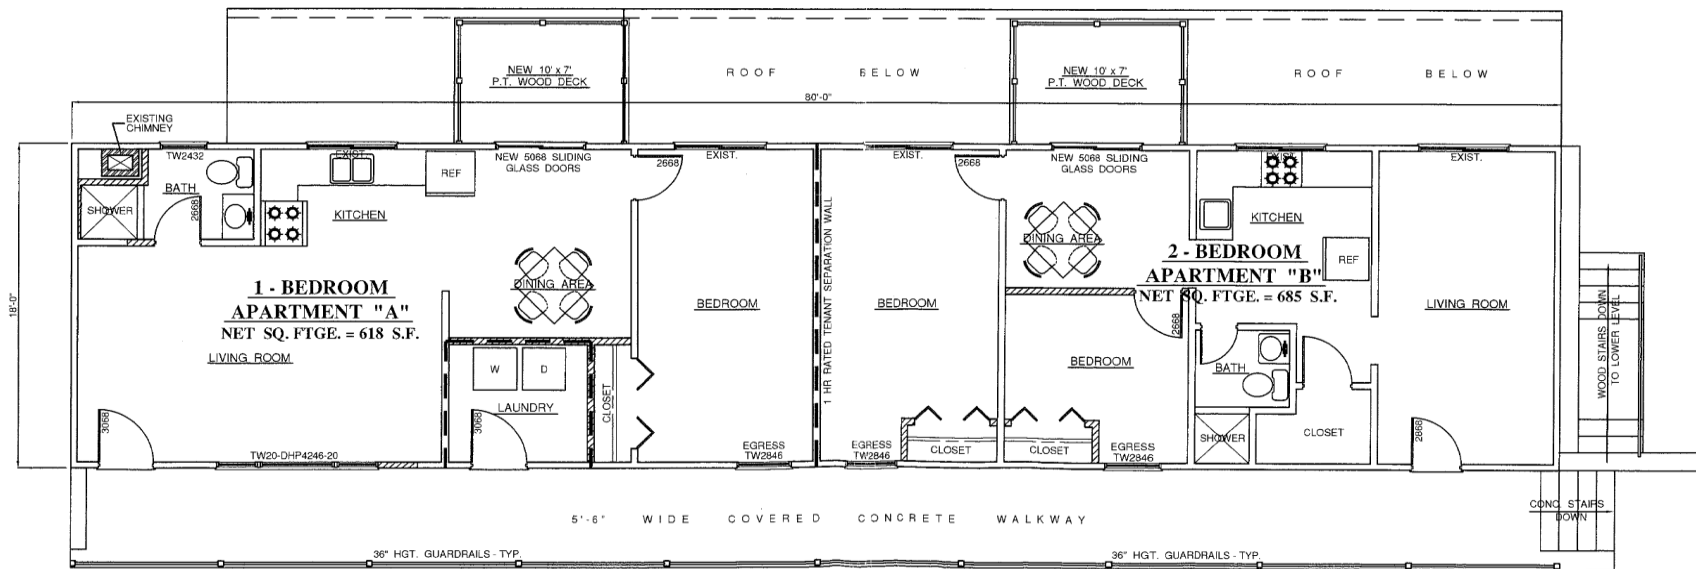 NEW 10' x 7'
P.T. WOOD DECK
ROOF BELOW
NEW 10' x 7'
P.T. WOOD DECK
ROOF BELOW
80'-0"
EXISTING
CHIMNEY
TW2432
EXIST.
NEW 5068 SLIDING
GLASS DOORS
2668
EXIST.
EXIST.
2668
NEW 5068 SLIDING
GLASS DOORS
EXIST.
EXIST.
BATH
SHOWER
2668
REF
KITCHEN
1 HR RATED TENANT SEPARATION WALL
DINING AREA
KITCHEN
REF
18'-0"
1 - BEDROOM
APARTMENT "A"
NET SQ. FTGE. = 618 S.F.
LIVING ROOM
DINING AREA
BEDROOM
BEDROOM
2 - BEDROOM
APARTMENT "B"
NET SQ. FTGE. = 685 S.F.
LIVING ROOM
2668
WOOD STAIRS DOWN
TO LOWER LEVEL
W
D
LAUNDRY
CLOSET
BEDROOM
BATH
3068
3068
SHOWER
CLOSET
2868
TW20-DHP4246-20
EGRESS
TW2846
EGRESS
TW2846
CLOSET
CLOSET
EGRESS
TW2846
CONC. STAIRS
DOWN
5'-6" WIDE COVERED CONCRETE WALKWAY
36" HGT. GUARDRAILS - TYP.
36" HGT. GUARDRAILS - TYP.